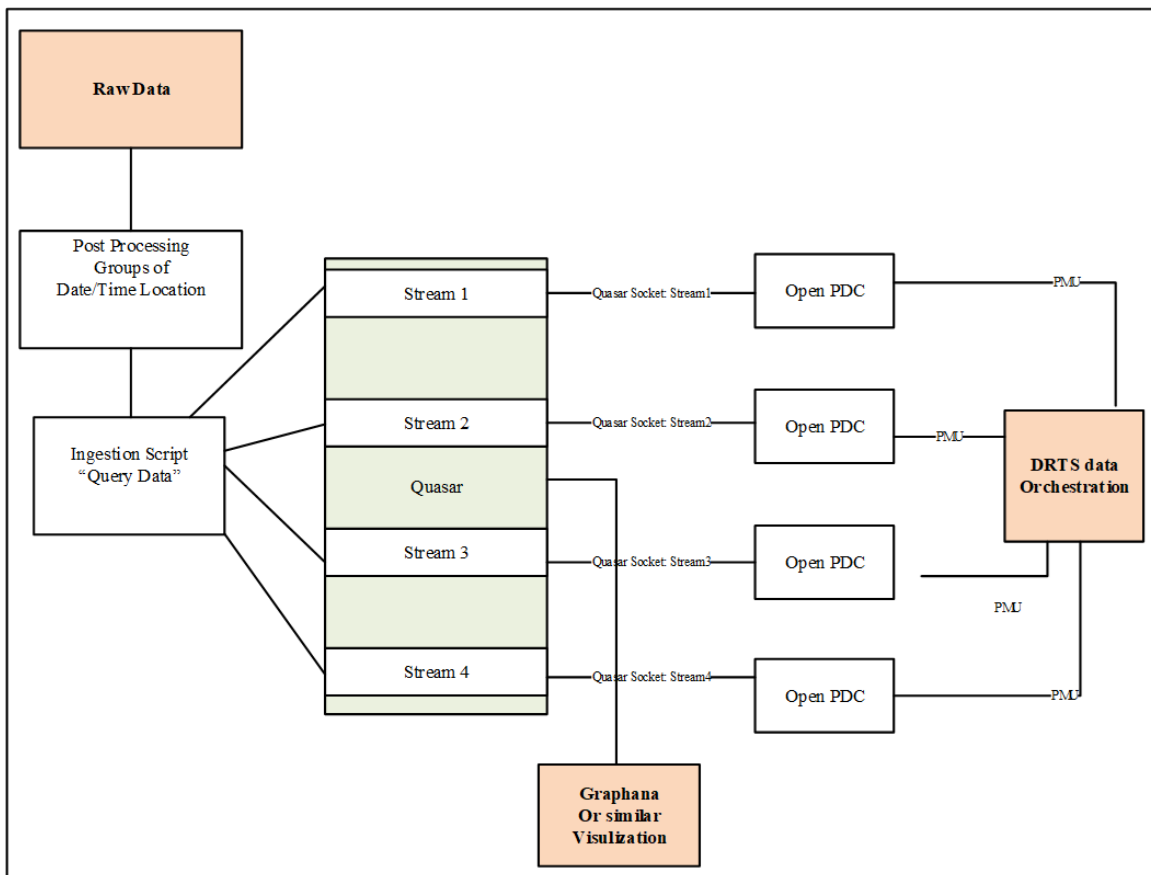 Raw Data
Post Processing
Groups of
Date/Time Location
Ingestion Script
“Query Data”
Stream 1
Quasar Socket: Stream1
Open PDC
PMU
Stream 2
Quasar Socket: Stream2
Open PDC
PMU
DRTS data
Orchestration
Quasar
Stream 3
Quasar Socket: Stream3
Open PDC
PMU
Stream 4
Quasar Socket: Stream4
Open PDC
PMU
Graphana
Or similar
Visulization